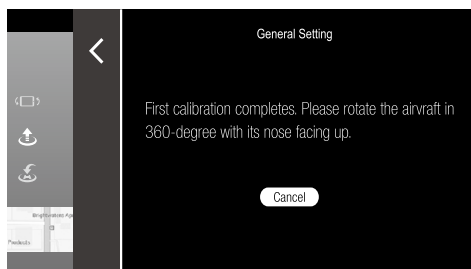 General Setting
First calibration completes. Please rotate the airvraft in
360-degree with its nose facing up.
Cancel